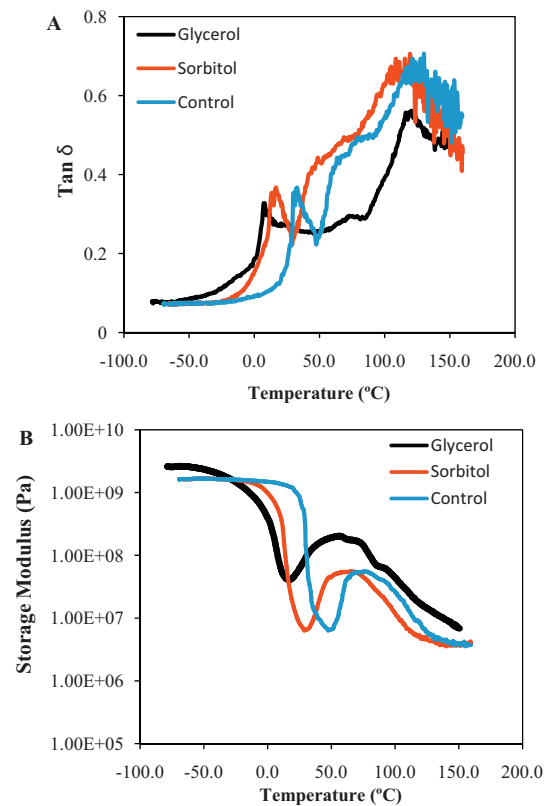 A
Glycerol
Sorbitol
Control
0.8
0.6
0.4
0.2
0
Tan δ
-100.0 -50.0 0.0 50.0 100.0 150.0 200.0
Temperature (ºC)
B
Glycerol
Sorbitol
Control
1.00E+10
1.00E+09
1.00E+08
1.00E+07
1.00E+06
1.00E+05
Storage Modulus (Pa)
-100.0 -50.0 0.0 50.0 100.0 150.0 200.0
Temperature (ºC)